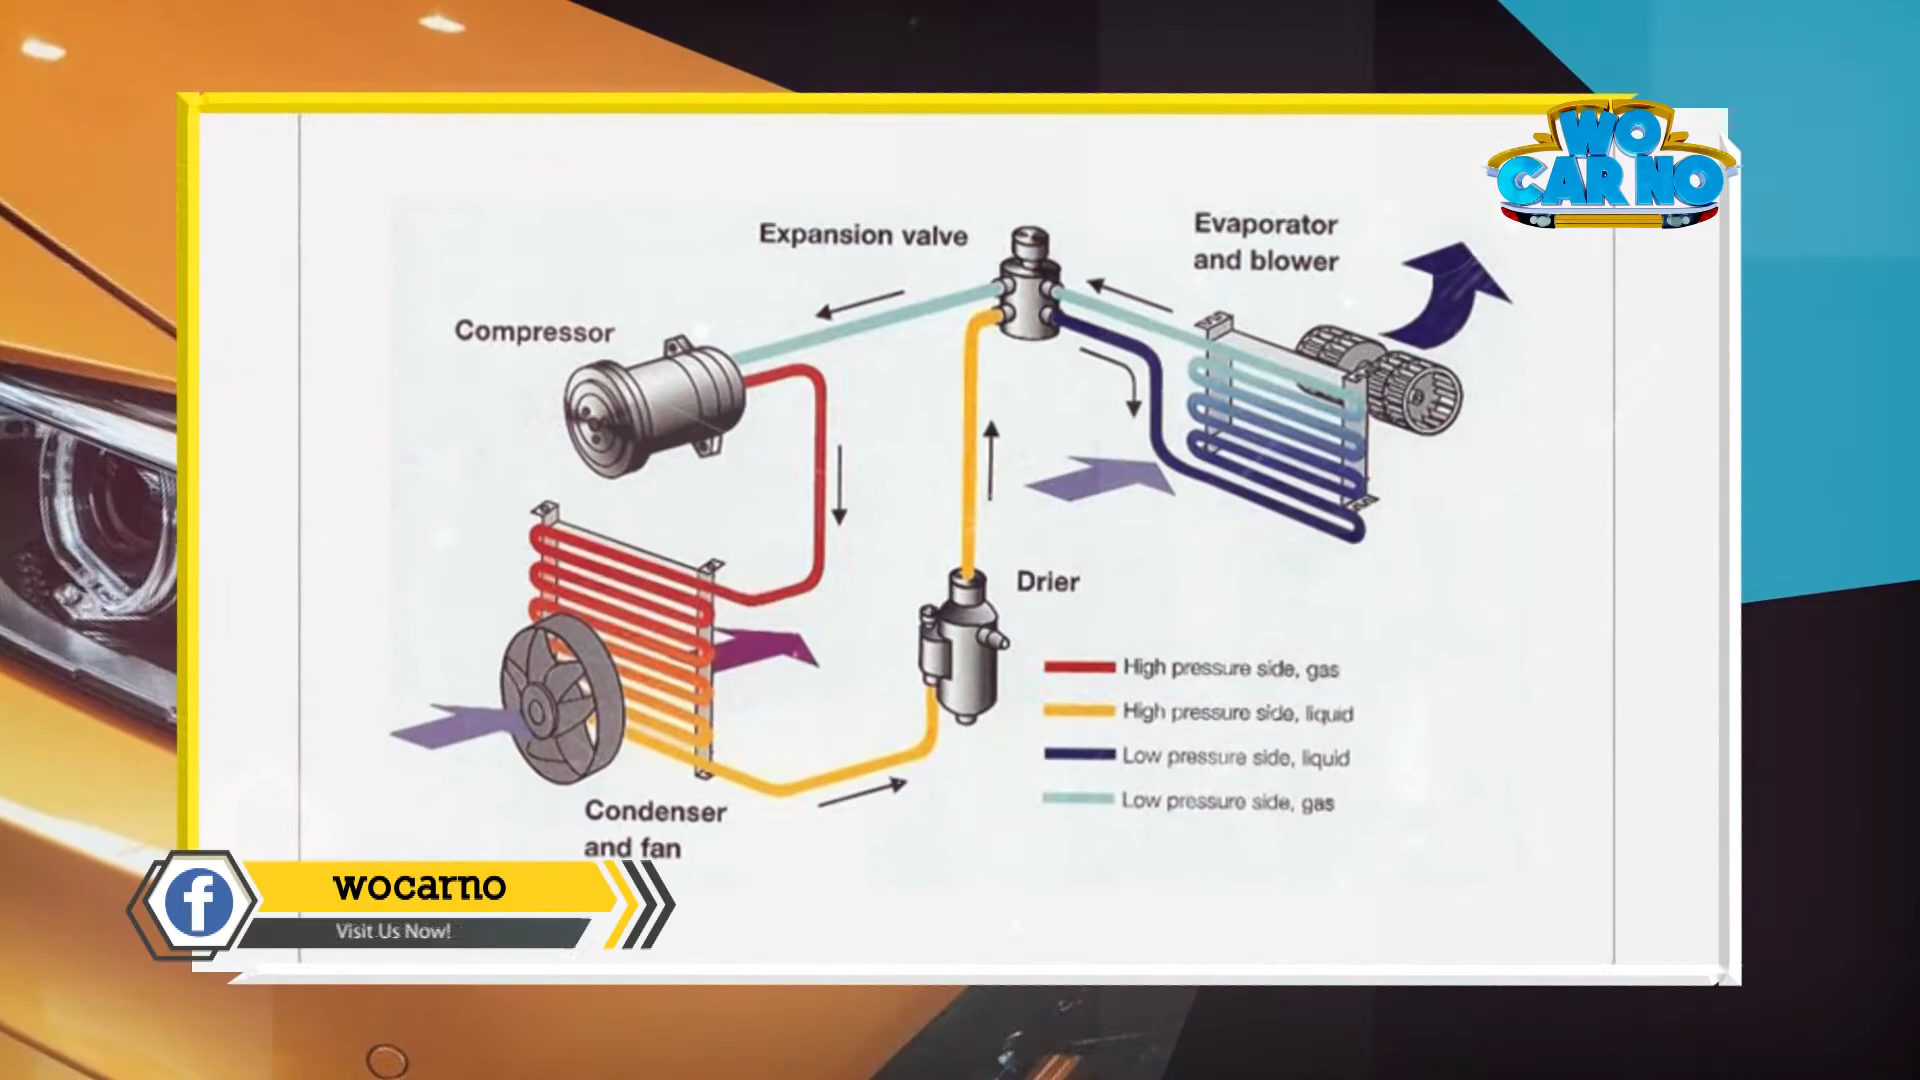 WO
CAR NO
Expansion valve
Evaporator
and blower
Compressor
Drier
High pressure side, gas
High pressure side, liquid
Low pressure side, liquid
Low pressure side, gas
Condenser
and fan
f
wocarno
Visit Us Now!